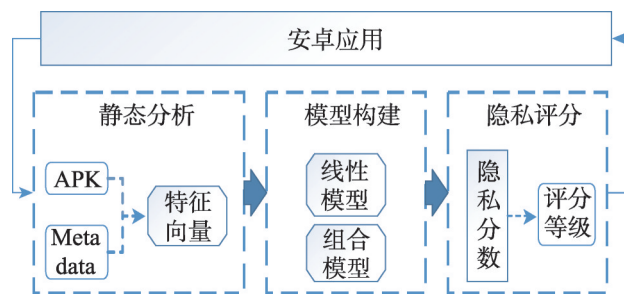 安卓应用
静态分析
模型构建
隐私评分
APK
Meta
data
特征
向量
线性
模型
组合
模型
隐
私
分
数
评分
等级